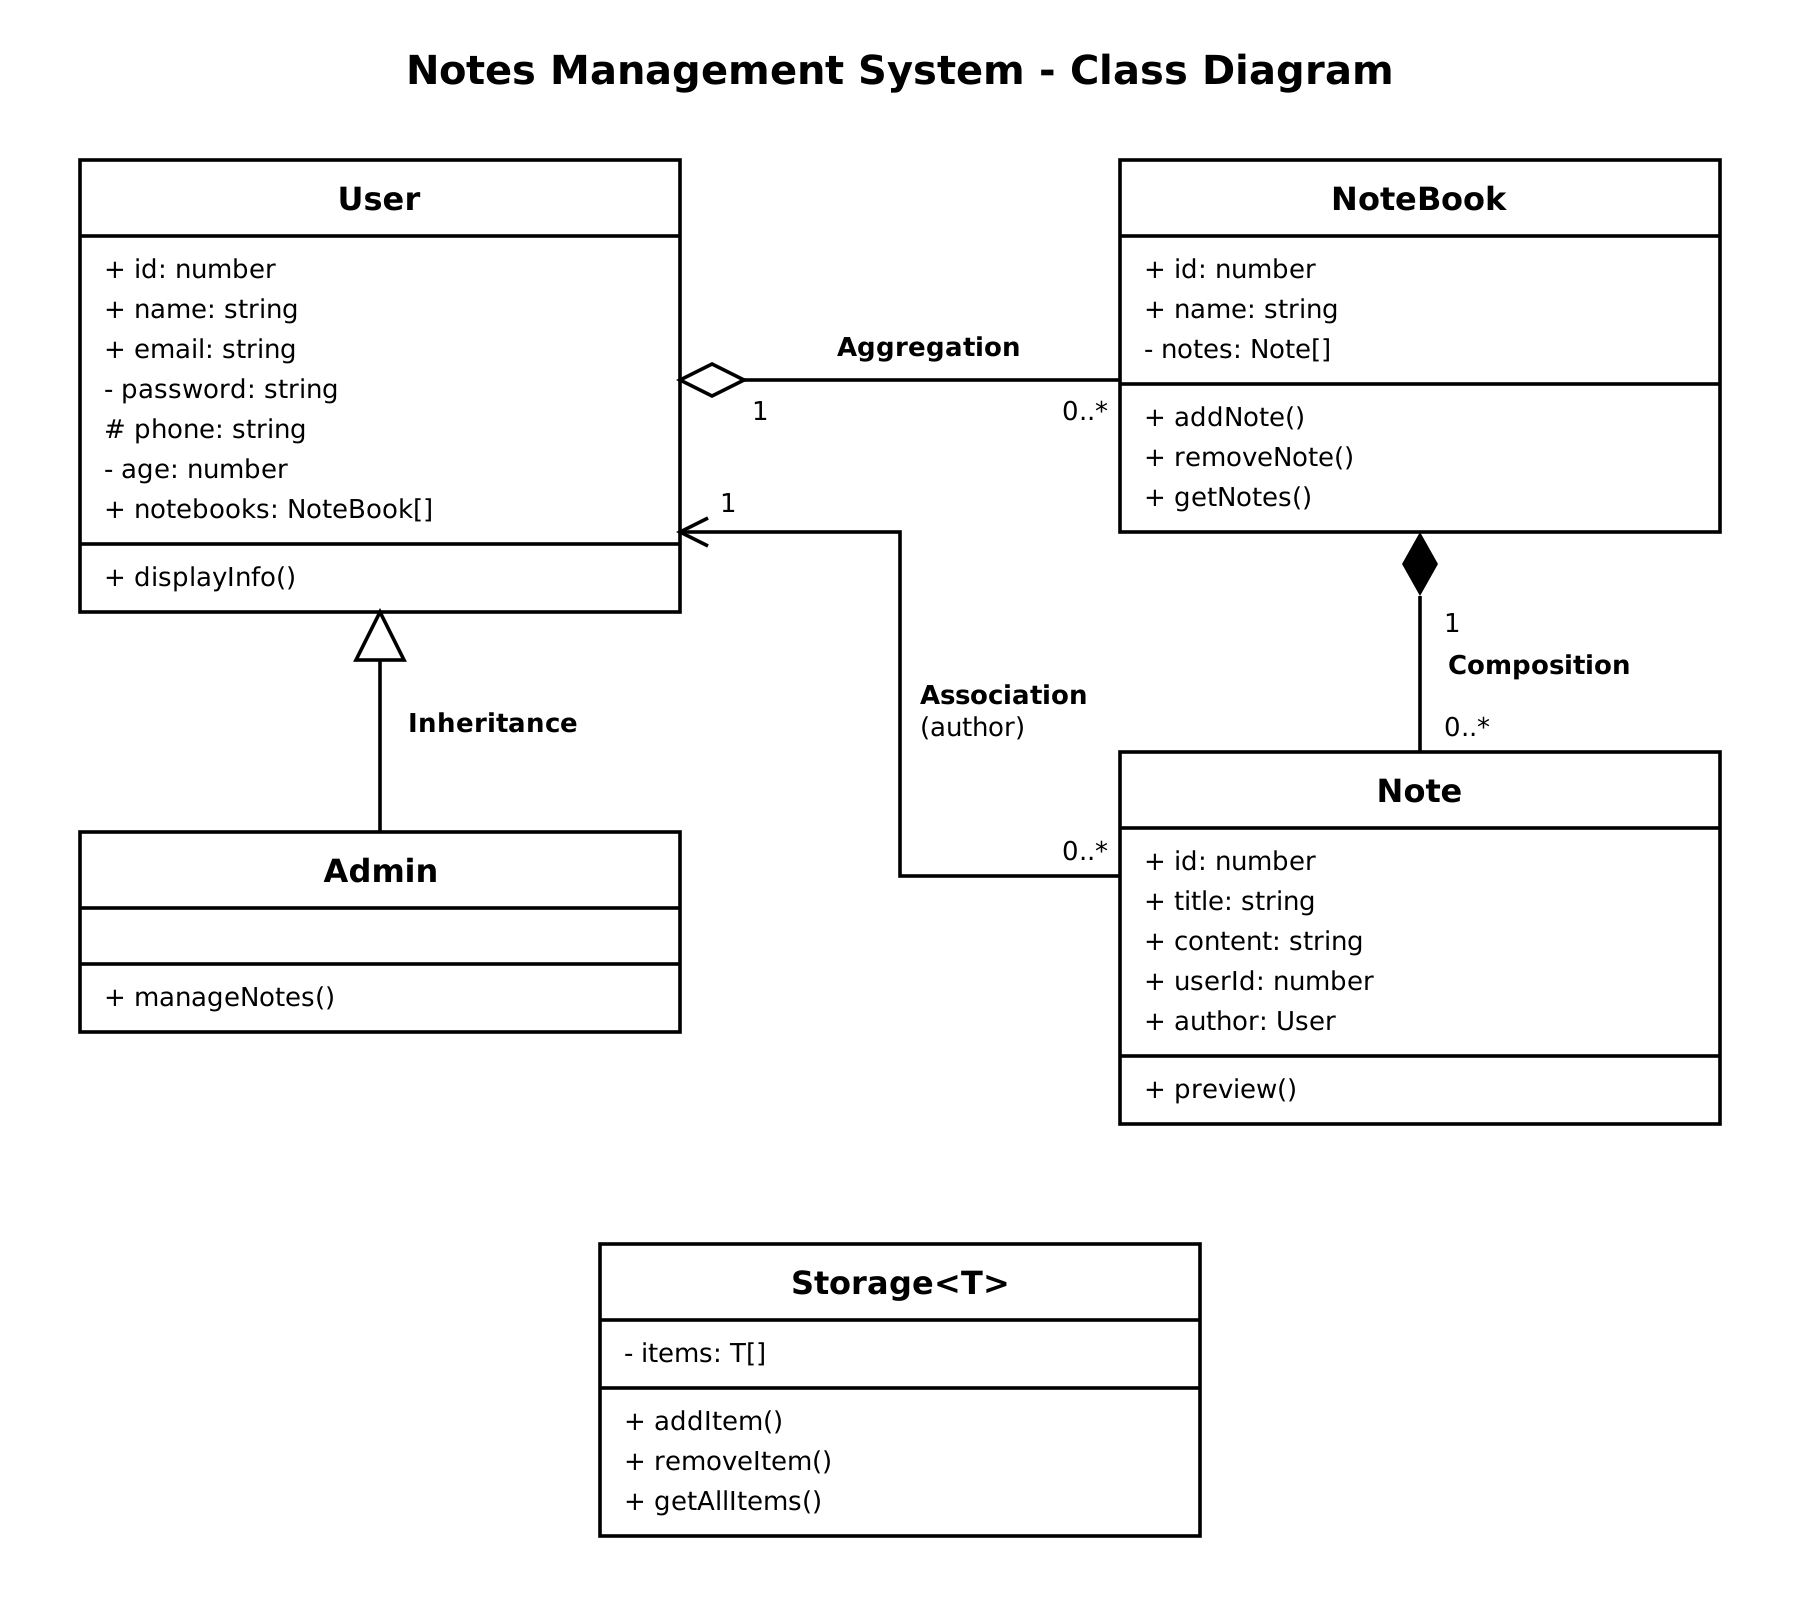 Notes Management System - Class Diagram
User
+ id: number
+ name: string
+ email: string
- password: string
# phone: string
- age: number
+ notebooks: NoteBook[]
+ displayInfo()
Aggregation
1
0..*
NoteBook
+ id: number
+ name: string
- notes: Note[]
+ addNote()
+ removeNote()
+ getNotes()
1
Association
(author)
0..*
1
Composition
0..*
Inheritance
Admin
+ manageNotes()
Note
+ id: number
+ title: string
+ content: string
+ userId: number
+ author: User
+ preview()
Storage<T>
- items: T[]
+ addItem()
+ removeItem()
+ getAllItems()